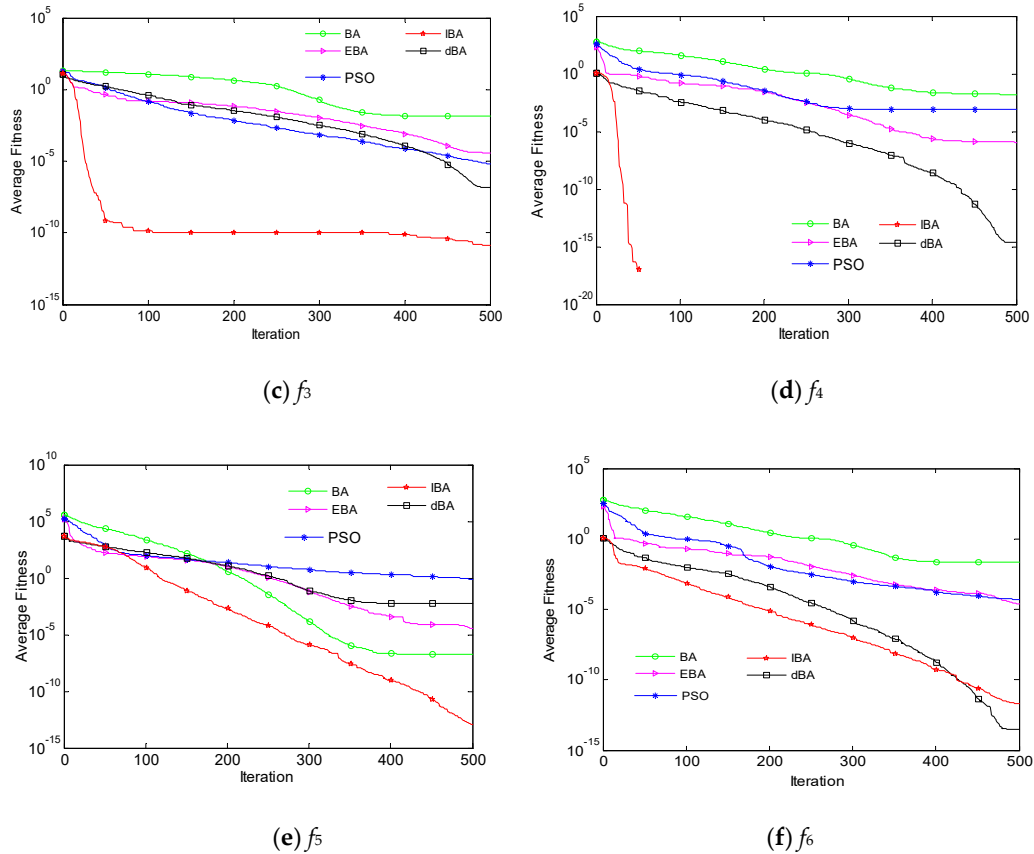 10^5
10^0
10^-5
10^-10
10^-15
Average Fitness
0 100 200 300 400 500
Iteration
BA
EBA
PSO
IBA
dBA
(c) f3
10^5
10^0
10^-5
10^-10
10^-15
10^-20
Average Fitness
0 100 200 300 400 500
Iteration
BA
EBA
PSO
IBA
dBA
(d) f4
10^10
10^5
10^0
10^-5
10^-10
10^-15
Average Fitness
0 100 200 300 400 500
Iteration
BA
EBA
PSO
IBA
dBA
(e) f5
10^5
10^0
10^-5
10^-10
10^-15
Average Fitness
0 100 200 300 400 500
Iteration
BA
EBA
PSO
IBA
dBA
(f) f6